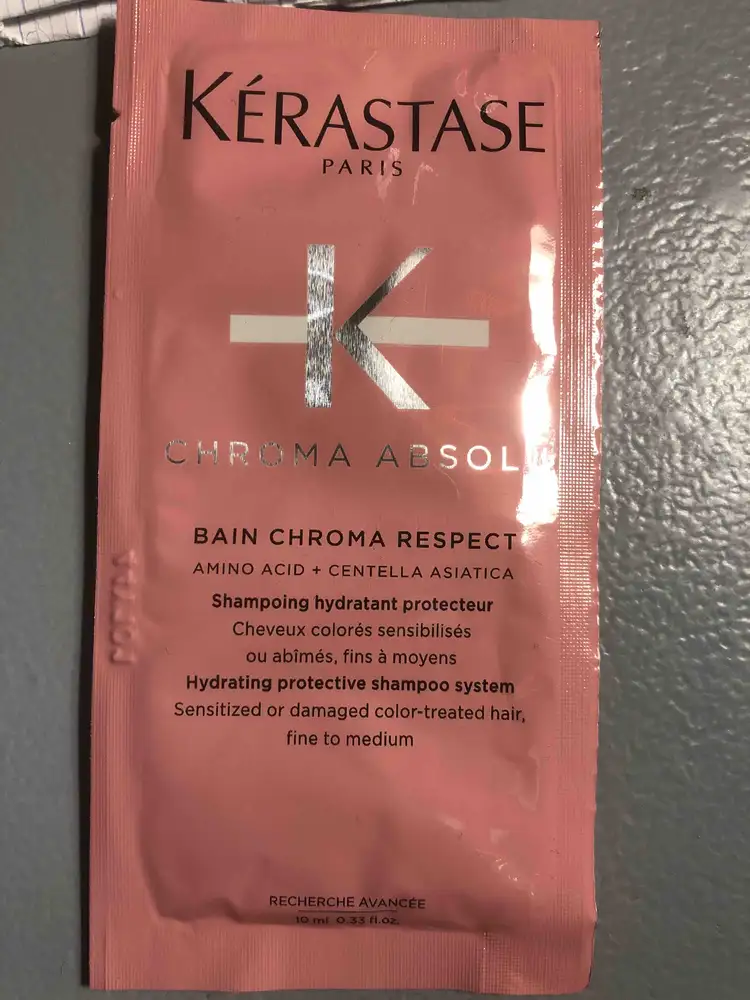 KÉRASTASE
PARIS
K
CHROMA ABSOLU
BAIN CHROMA RESPECT
AMINO ACID + CENTELLA ASIATICA
Shampoing hydratant protecteur
Cheveux colorés sensibilisés
ou abîmés, fins à moyens
Hydrating protective shampoo system
Sensitized or damaged color-treated hair,
fine to medium
RECHERCHE AVANCÉE
10 ml 0.33 fl.oz.